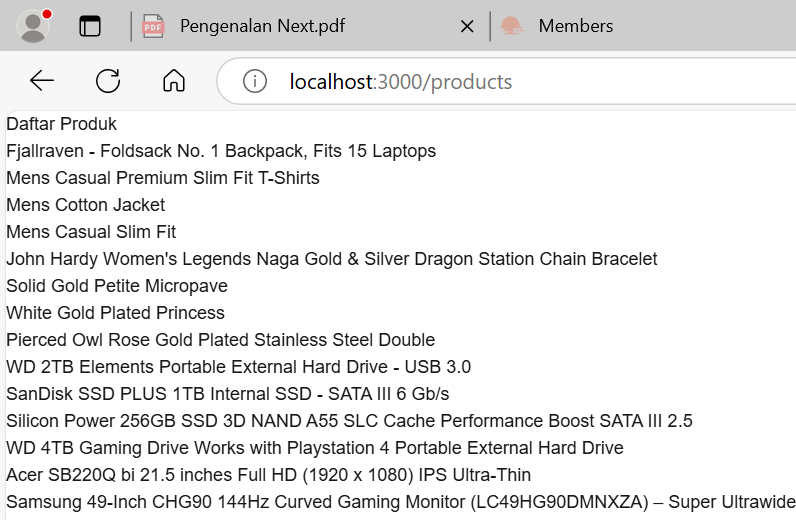 Pengenalan Next.pdf
Members
localhost:3000/products
Daftar Produk
Fjallraven - Foldsack No. 1 Backpack, Fits 15 Laptops
Mens Casual Premium Slim Fit T-Shirts
Mens Cotton Jacket
Mens Casual Slim Fit
John Hardy Women's Legends Naga Gold & Silver Dragon Station Chain Bracelet
Solid Gold Petite Micropave
White Gold Plated Princess
Pierced Owl Rose Gold Plated Stainless Steel Double
WD 2TB Elements Portable External Hard Drive - USB 3.0
SanDisk SSD PLUS 1TB Internal SSD - SATA III 6 Gb/s
Silicon Power 256GB SSD 3D NAND A55 SLC Cache Performance Boost SATA III 2.5
WD 4TB Gaming Drive Works with Playstation 4 Portable External Hard Drive
Acer SB220Q bi 21.5 inches Full HD (1920 x 1080) IPS Ultra-Thin
Samsung 49-Inch CHG90 144Hz Curved Gaming Monitor (LC49HG90DMNXZA) – Super Ultrawide
PDF